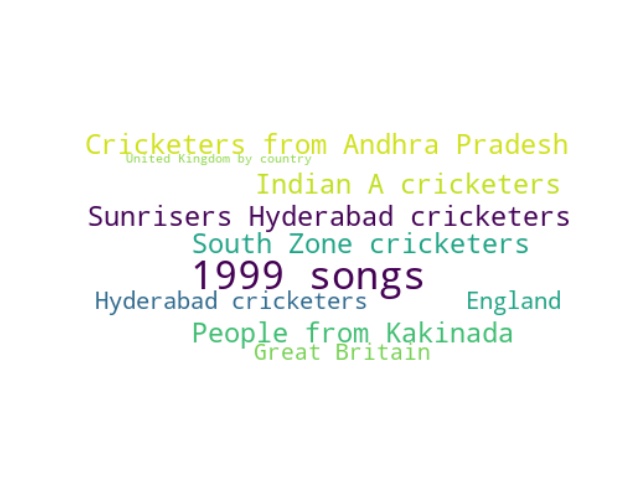 Cricketers from Andhra Pradesh
United Kingdom by country
Indian A cricketers
Sunrisers Hyderabad cricketers
South Zone cricketers
1999 songs
Hyderabad cricketers
England
People from Kakinada
Great Britain